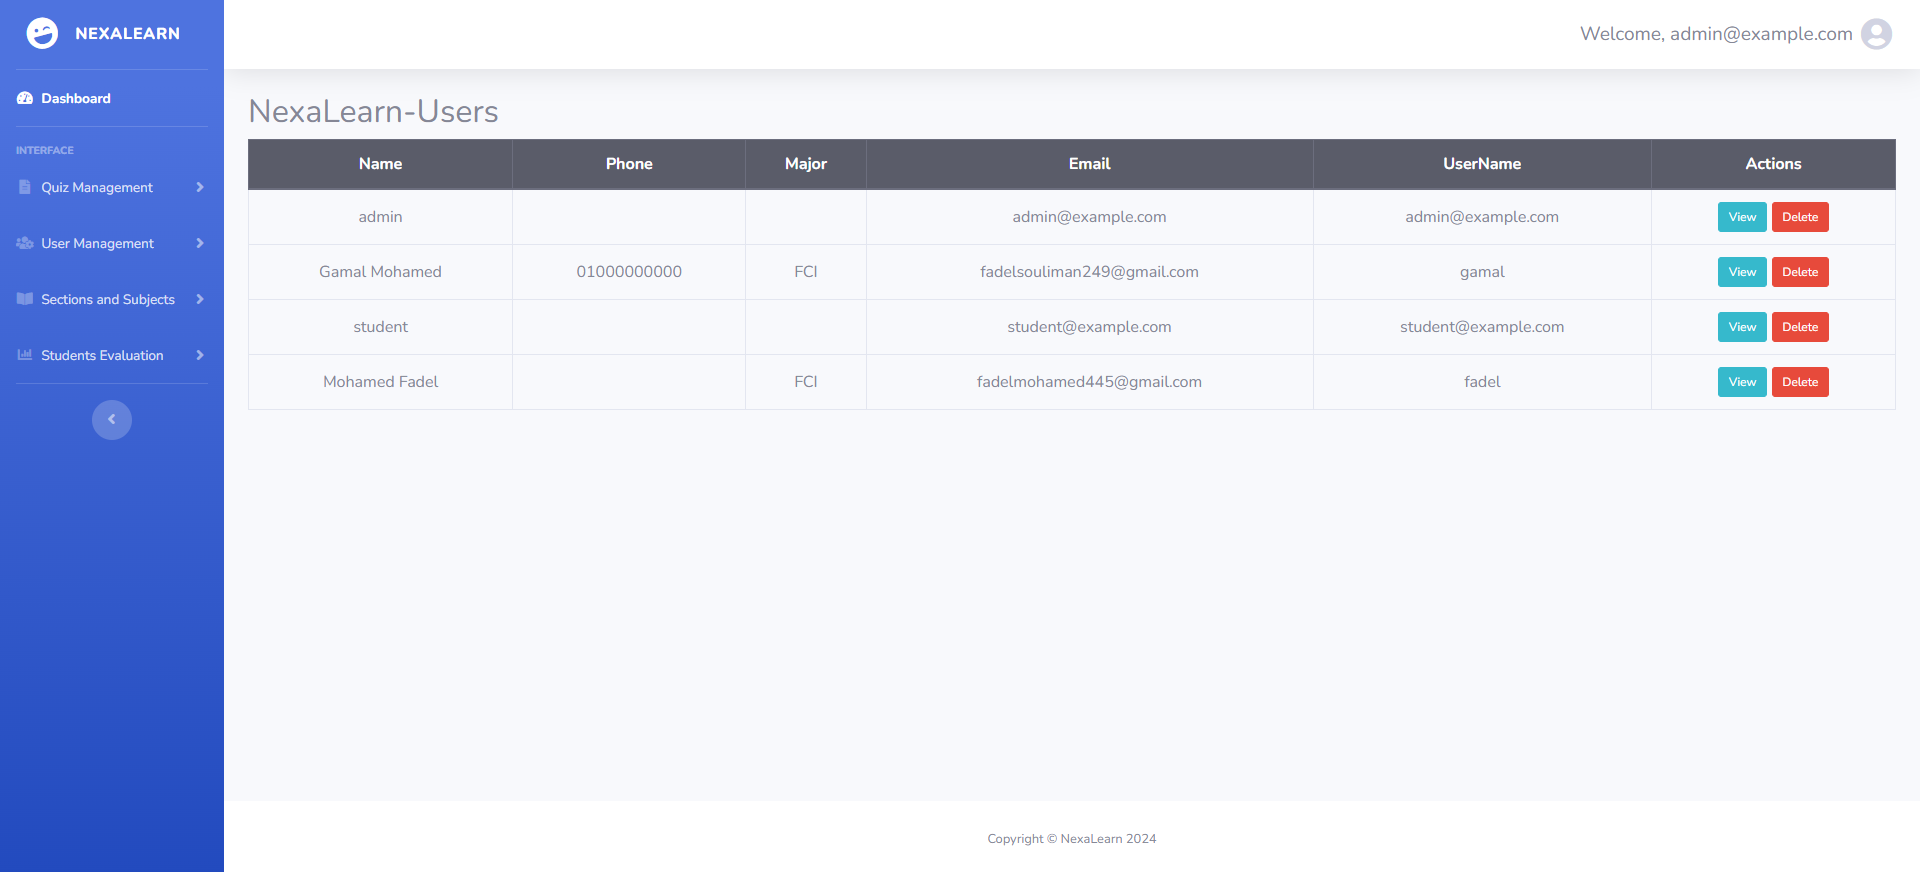 NEXALEARN
Welcome, admin@example.com
Dashboard
INTERFACE
Quiz Management
User Management
Sections and Subjects
Students Evaluation
NexaLearn-Users
Name Phone Major Email UserName Actions
admin admin@example.com admin@example.com View Delete
Gamal Mohamed 01000000000 FCI fadelsouliman249@gmail.com gamal View Delete
student student@example.com student@example.com View Delete
Mohamed Fadel FCI fadelmohamed445@gmail.com fadel View Delete
Copyright © NexaLearn 2024